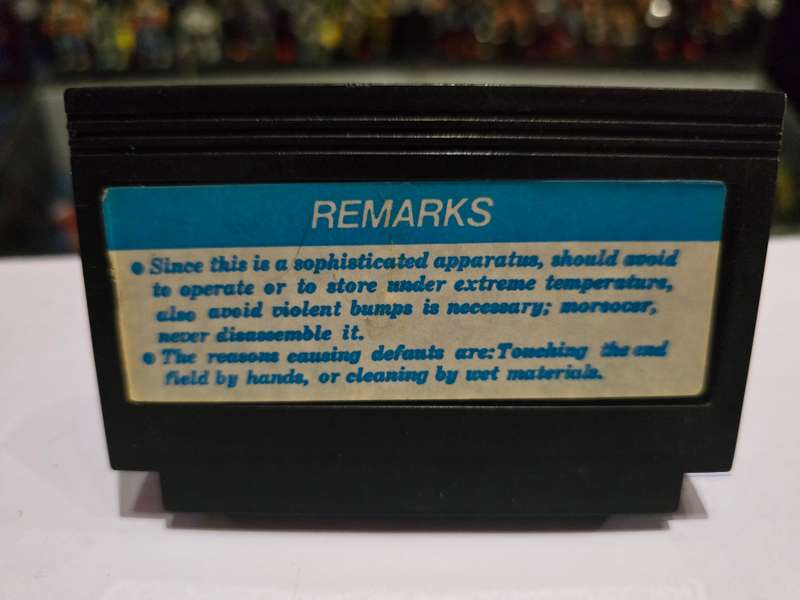 REMARKS
● Since this is a sophisticated apparatus, should avoid
to operate or to store under extreme temperature,
also avoid violent bumps is necessary; moreover,
never disassemble it.
● The reasons causing defauts are: Touching the end
field by hands, or cleaning by wet materials.